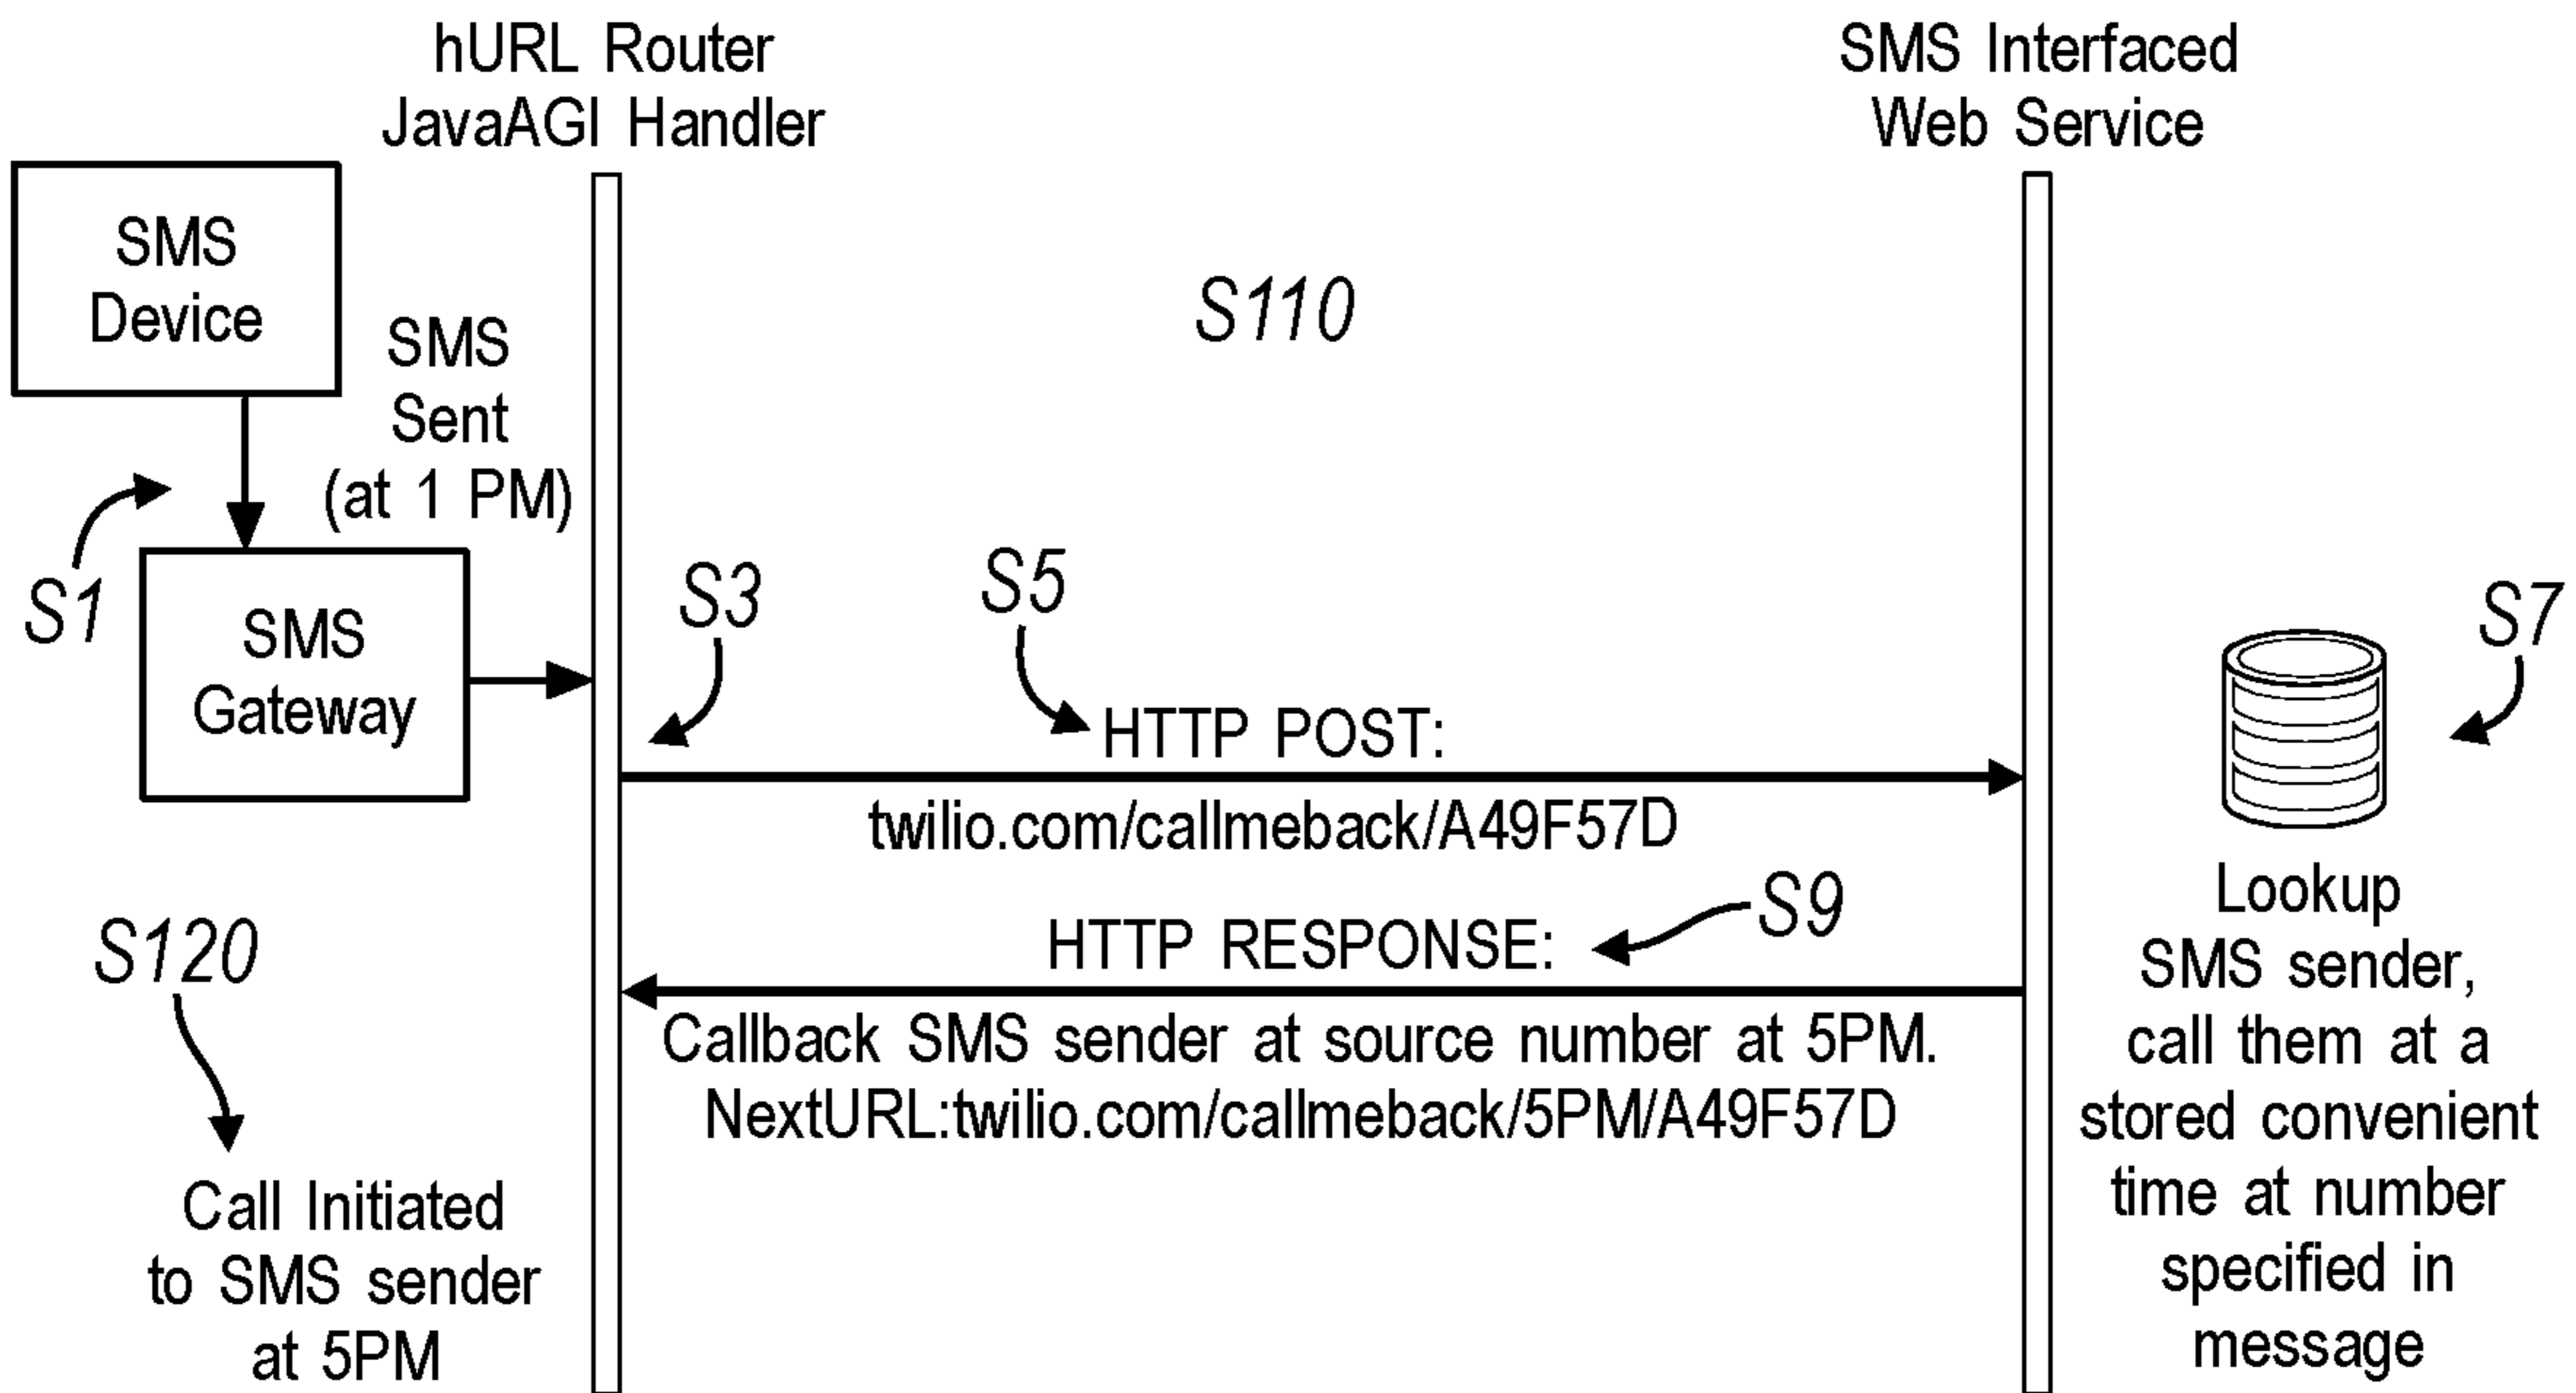 hURL Router
JavaAGI Handler
SMS Interfaced
Web Service
SMS
Device
SMS
Sent
(at 1 PM)
S110
S1
SMS
Gateway
S3
S5
S7
HTTP POST:
twilio.com/callmeback/A49F57D
S9
HTTP RESPONSE:
Callback SMS sender at source number at 5PM.
NextURL:twilio.com/callmeback/5PM/A49F57D
Lookup
SMS sender,
call them at a
stored convenient
time at number
specified in
message
S120
Call Initiated
to SMS sender
at 5PM